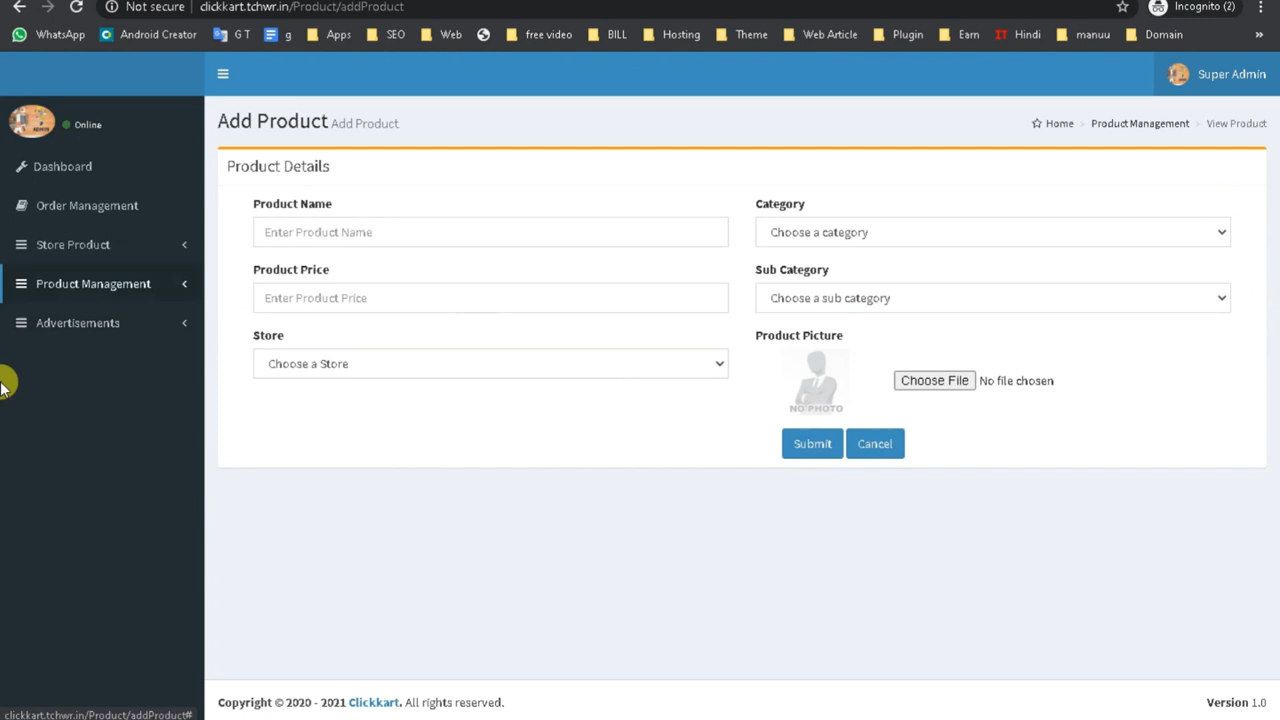 Not secure clickkart.tchwr.in/Product/addProduct Incognito (2)
WhatsApp Android Creator G T g Apps SEO Web free video BILL Hosting Theme Web Article Plugin Earn IT Hindi manuu Domain »
Super Admin
Online
Dashboard
Order Management
Store Product
Product Management
Advertisements
Add Product Add Product
Home > Product Management > View Product
Product Details
Product Name
Enter Product Name
Category
Choose a category
Product Price
Enter Product Price
Sub Category
Choose a sub category
Store
Choose a Store
Product Picture
NO PHOTO
Choose File No file chosen
Submit Cancel
Copyright © 2020 - 2021 Clickkart. All rights reserved.
Version 1.0
clickkart.tchwr.in/Product/addProduct#